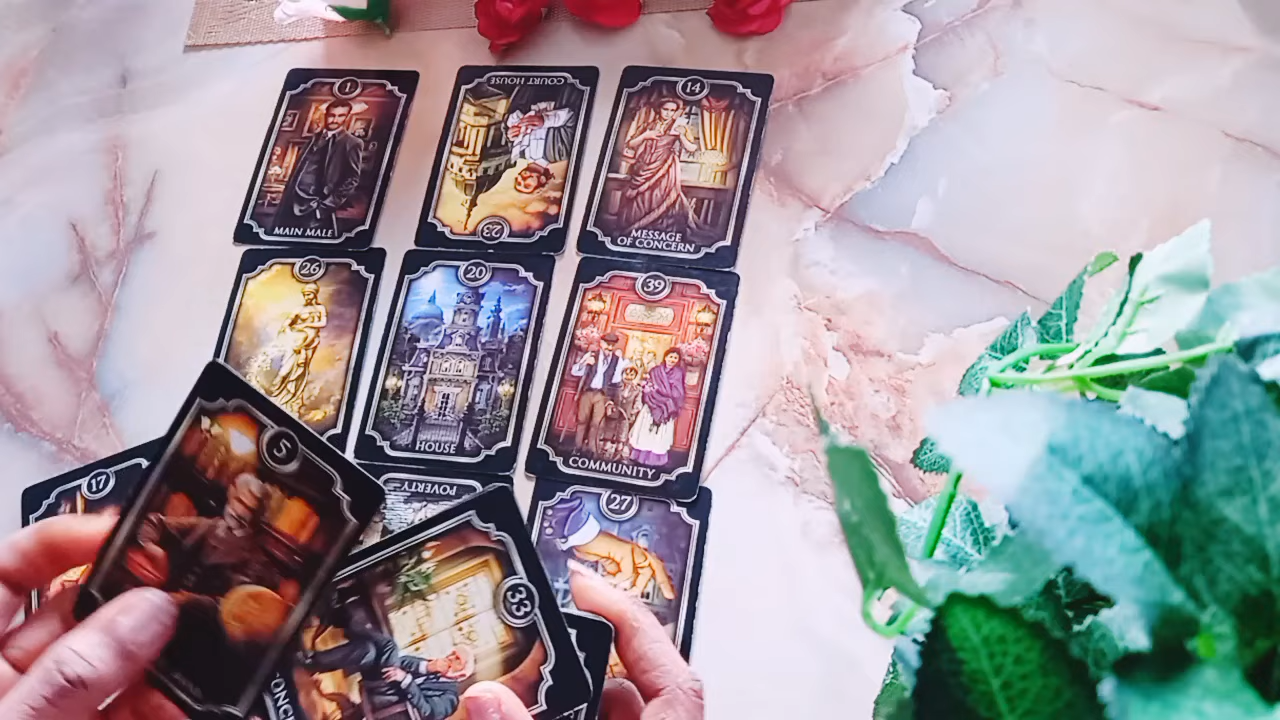 1
MAIN MALE
COURT HOUSE
23
14
MESSAGE
OF CONCERN
26
20
HOUSE
39
COMMUNITY
17
5
POVERTY
27
33